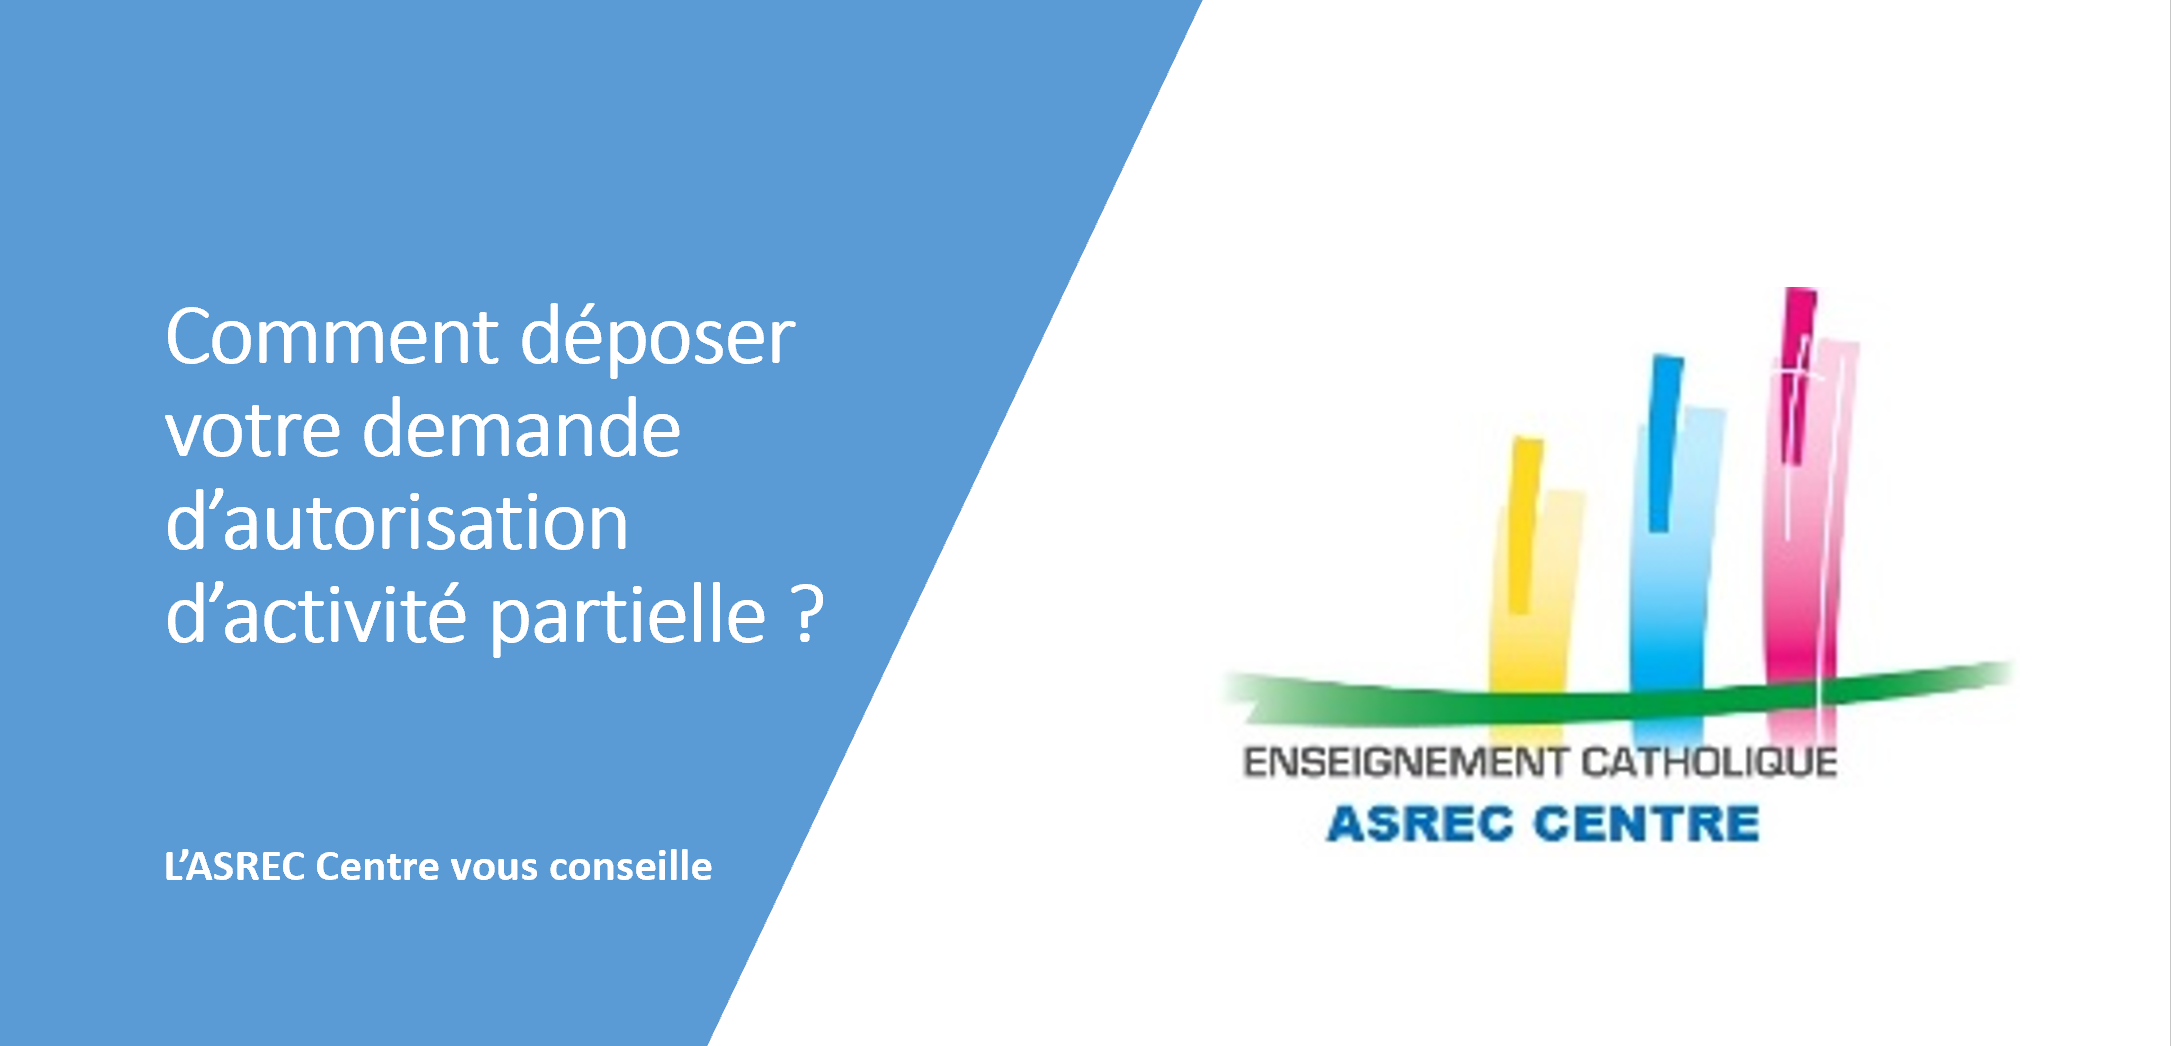 Comment déposer
votre demande
d’autorisation
d’activité partielle ?
L’ASREC Centre vous conseille
ENSEIGNEMENT CATHOLIQUE
ASREC CENTRE